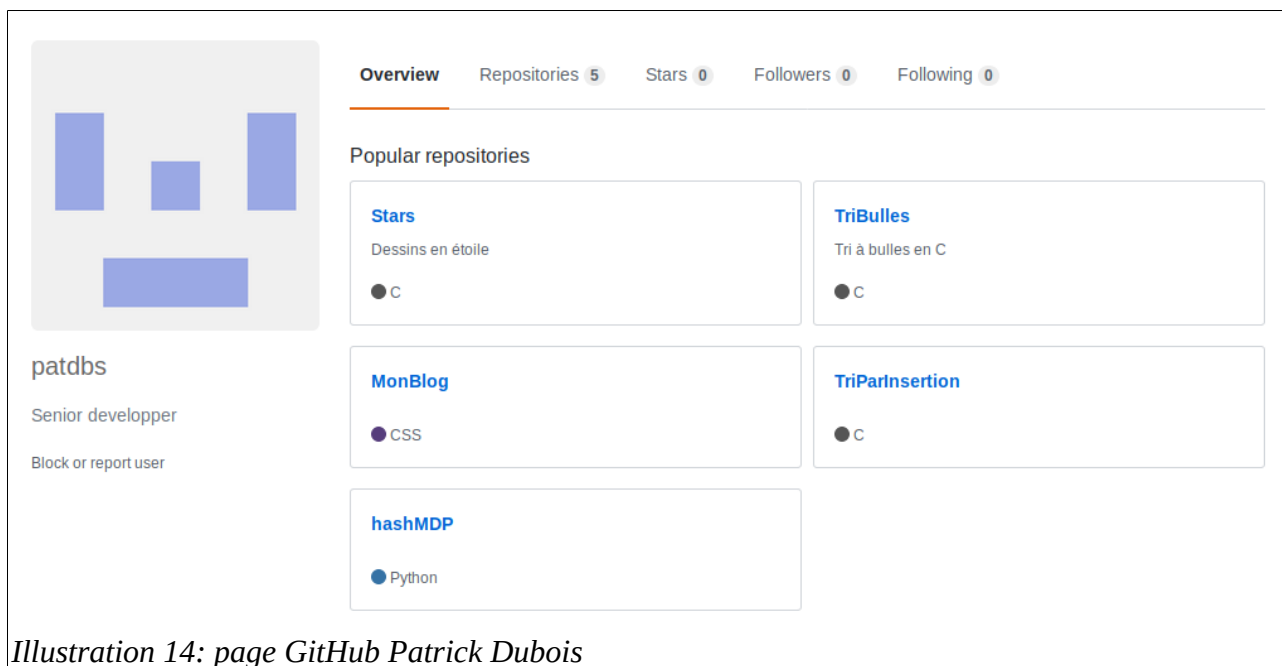 Overview Repositories 5 Stars 0 Followers 0 Following 0
Popular repositories
Stars
Dessins en étoile
C
TriBulles
Tri à bulles en C
C
MonBlog
CSS
TriParInsertion
C
hashMDP
Python
patdbs
Senior developper
Block or report user
Illustration 14: page GitHub Patrick Dubois